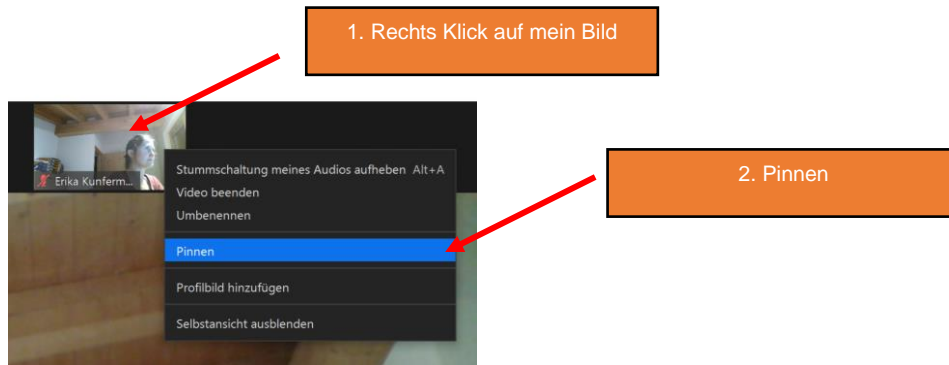 1. Rechts Klick auf mein Bild
Erika Kunferm...
Stummschaltung meines Audios aufheben Alt+A
Video beenden
Umbenennen
2. Pinnen
Pinnen
Profilbild hinzufügen
Selbstansicht ausblenden